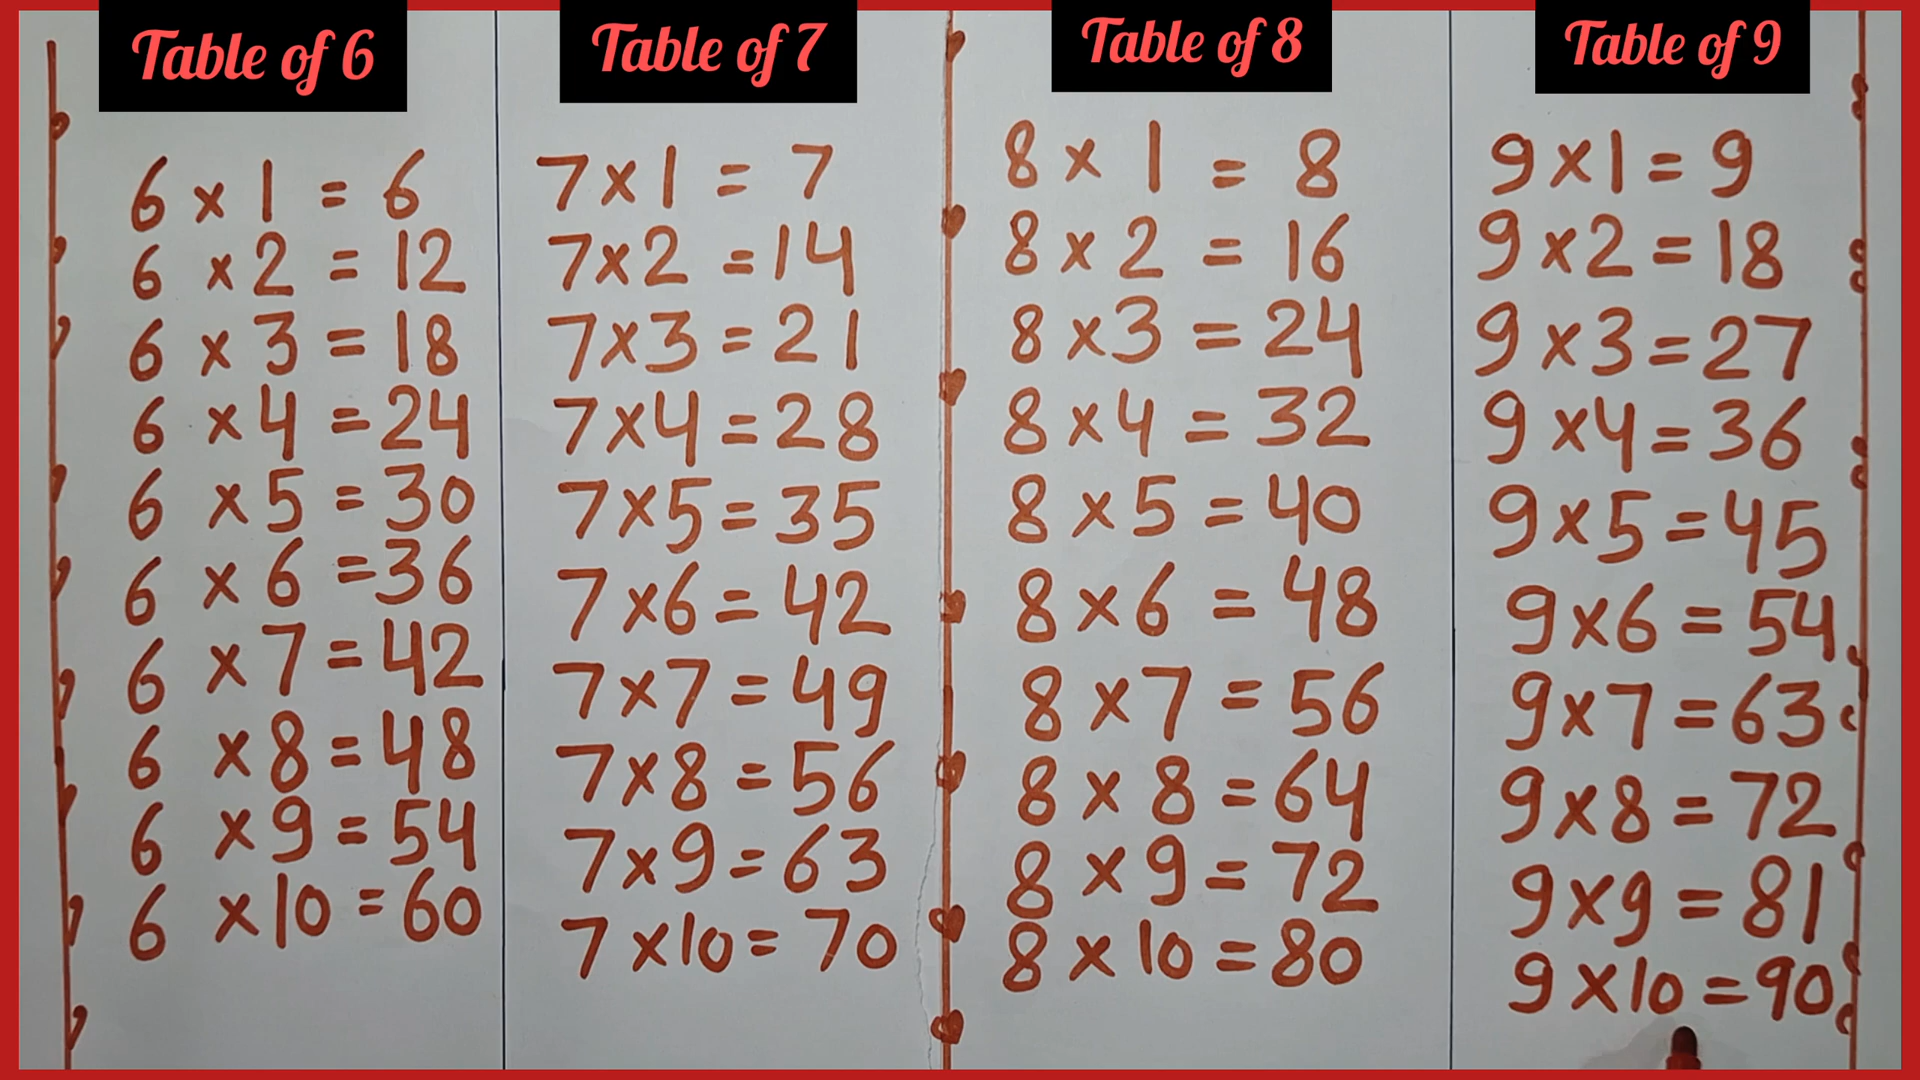 Table of 6
6 × 1 = 6
6 × 2 = 12
6 × 3 = 18
6 × 4 = 24
6 × 5 = 30
6 × 6 = 36
6 × 7 = 42
6 × 8 = 48
6 × 9 = 54
6 × 10 = 60
Table of 7
7 × 1 = 7
7 × 2 = 14
7 × 3 = 21
7 × 4 = 28
7 × 5 = 35
7 × 6 = 42
7 × 7 = 49
7 × 8 = 56
7 × 9 = 63
7 × 10 = 70
Table of 8
8 × 1 = 8
8 × 2 = 16
8 × 3 = 24
8 × 4 = 32
8 × 5 = 40
8 × 6 = 48
8 × 7 = 56
8 × 8 = 64
8 × 9 = 72
8 × 10 = 80
Table of 9
9 × 1 = 9
9 × 2 = 18
9 × 3 = 27
9 × 4 = 36
9 × 5 = 45
9 × 6 = 54
9 × 7 = 63
9 × 8 = 72
9 × 9 = 81
9 × 10 = 90